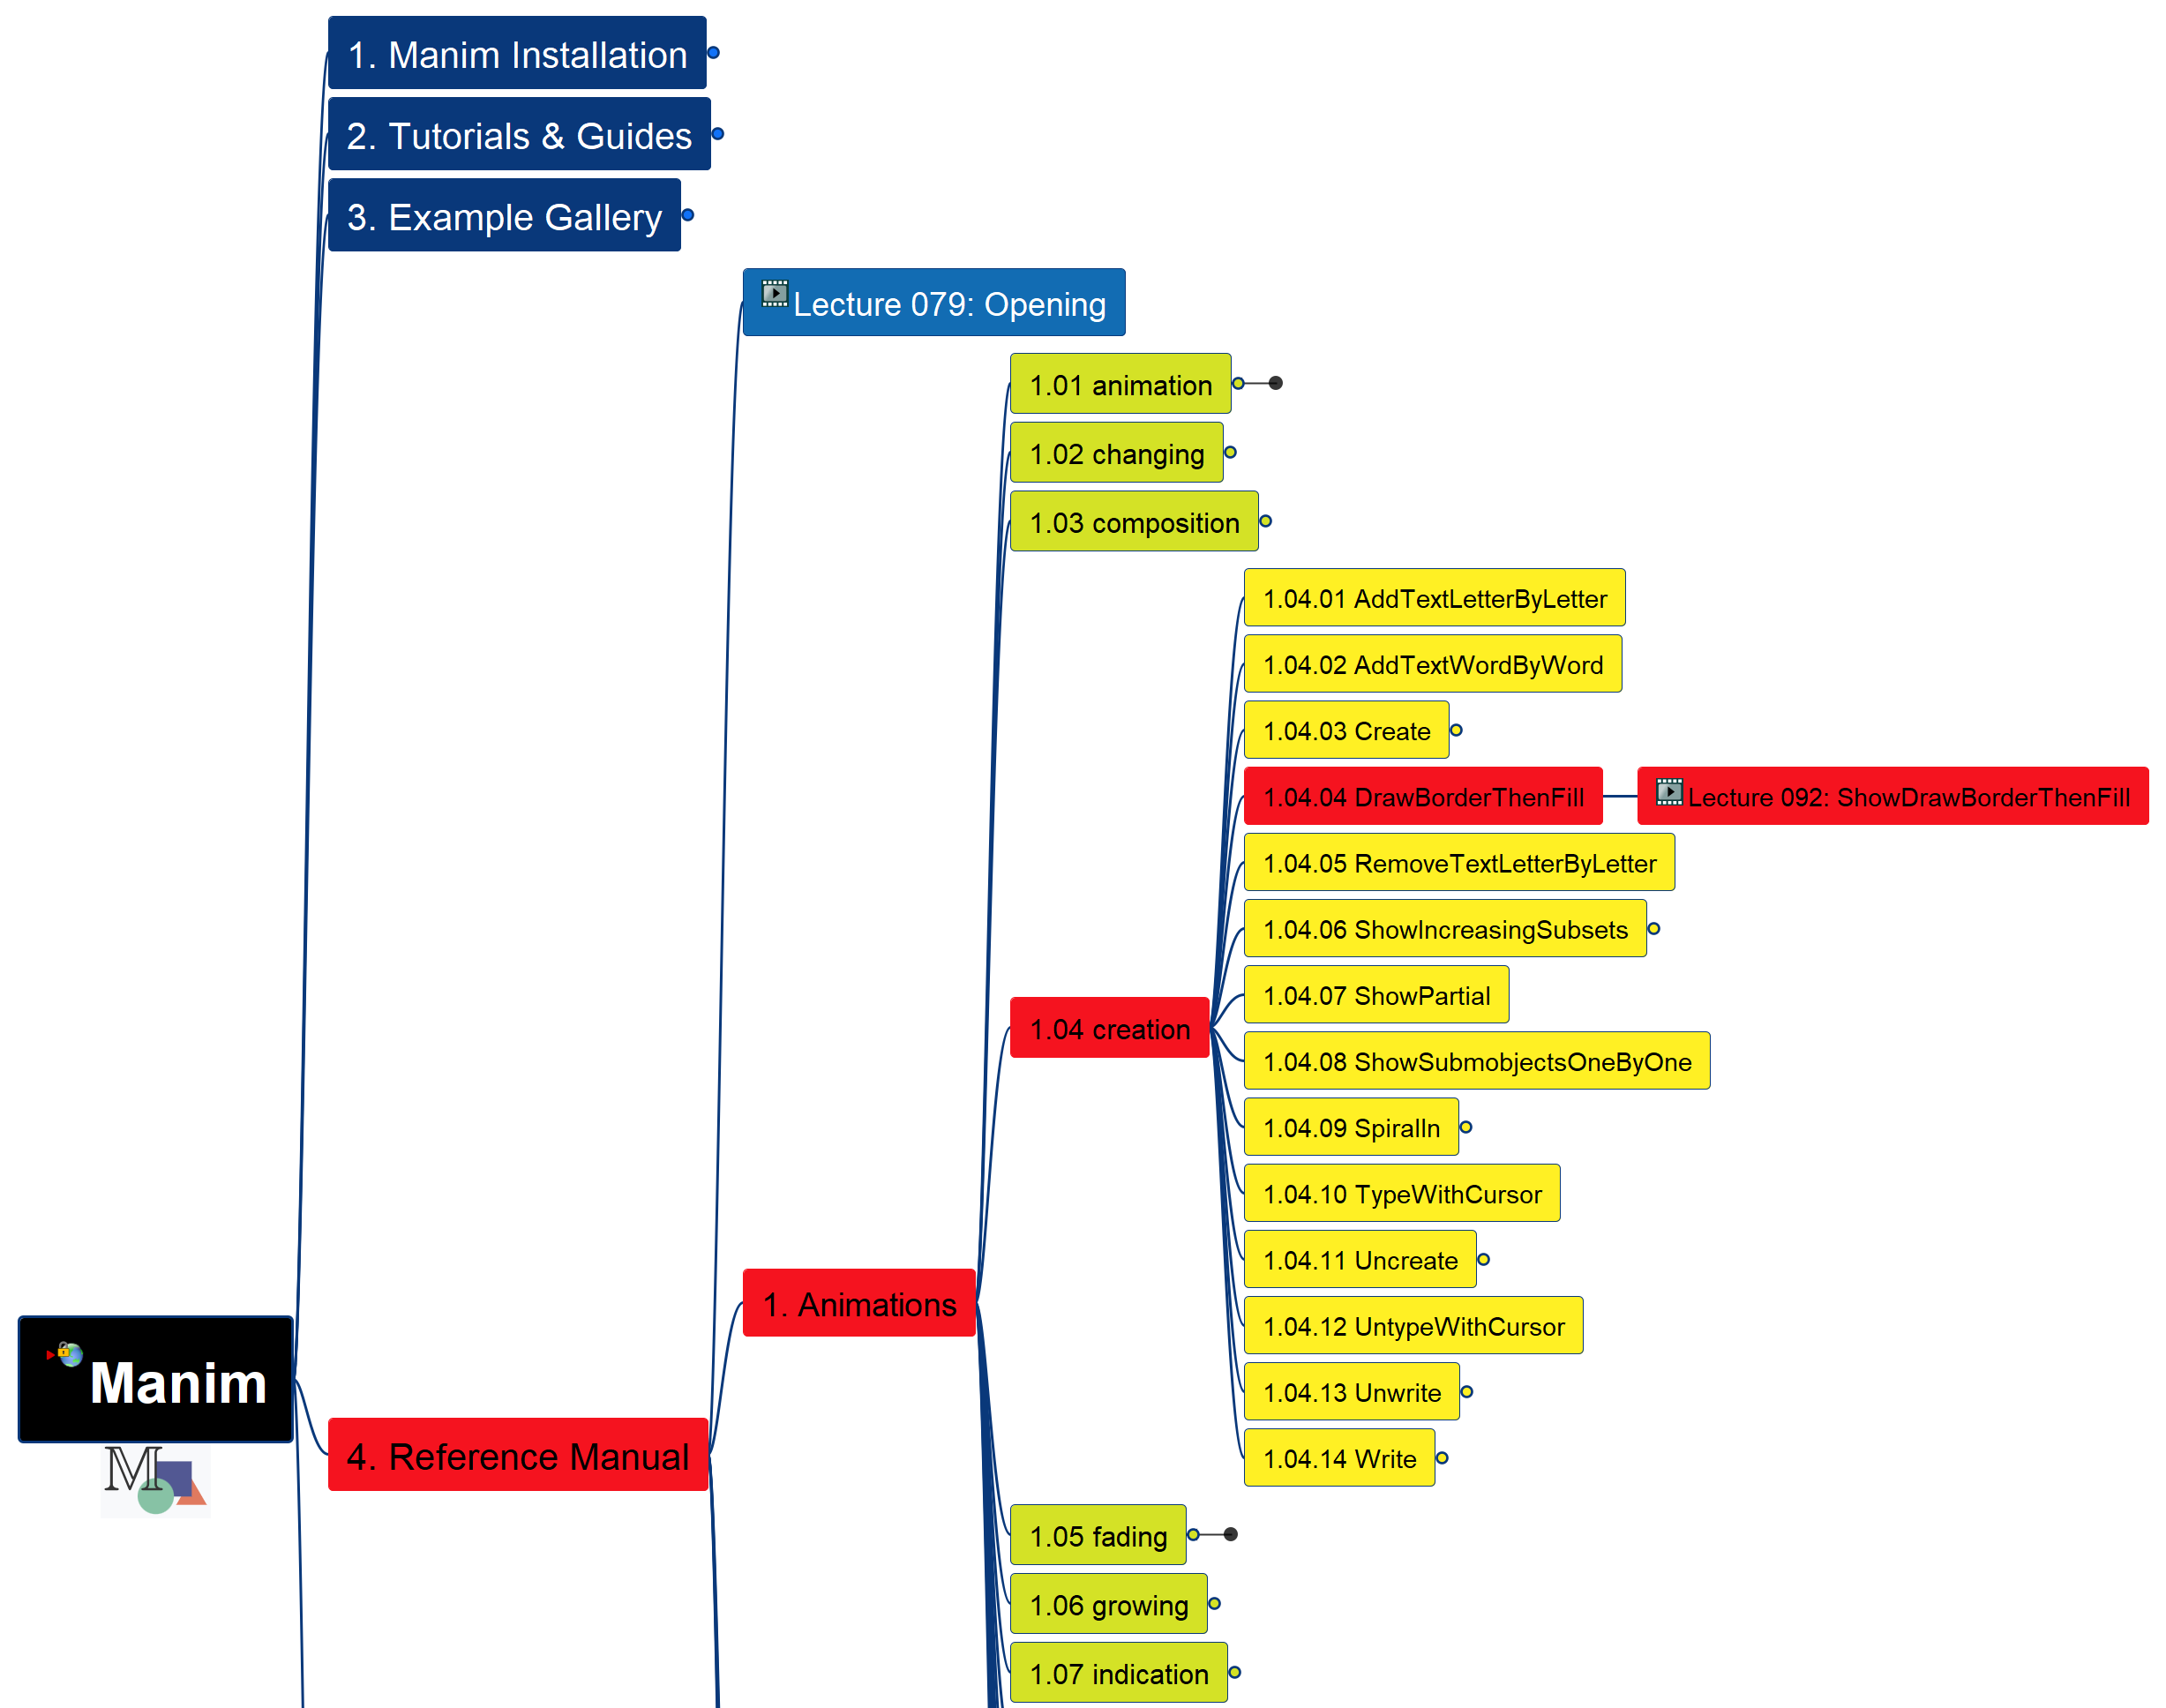 1. Manim Installation
2. Tutorials & Guides
3. Example Gallery
Lecture 079: Opening
1.01 animation
1.02 changing
1.03 composition
1.04.01 AddTextLetterByLetter
1.04.02 AddTextWordByWord
1.04.03 Create
1.04.04 DrawBorderThenFill
Lecture 092: ShowDrawBorderThenFill
1.04.05 RemoveTextLetterByLetter
1.04.06 ShowIncreasingSubsets
1.04.07 ShowPartial
1.04 creation
1.04.08 ShowSubmobjectsOneByOne
1.04.09 SpiralIn
1.04.10 TypeWithCursor
1.04.11 Uncreate
1. Animations
1.04.12 UntypeWithCursor
Manim
1.04.13 Unwrite
4. Reference Manual
1.04.14 Write
M
1.05 fading
1.06 growing
1.07 indication